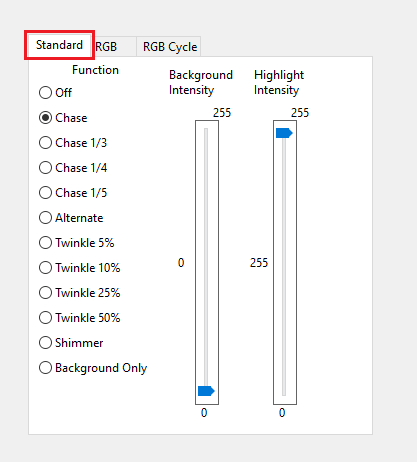 Standard
RGB
RGB Cycle
Function
Off
Chase
Chase 1/3
Chase 1/4
Chase 1/5
Alternate
Twinkle 5%
Twinkle 10%
Twinkle 25%
Twinkle 50%
Shimmer
Background Only
Background
Intensity
255
0
0
Highlight
Intensity
255
255
0